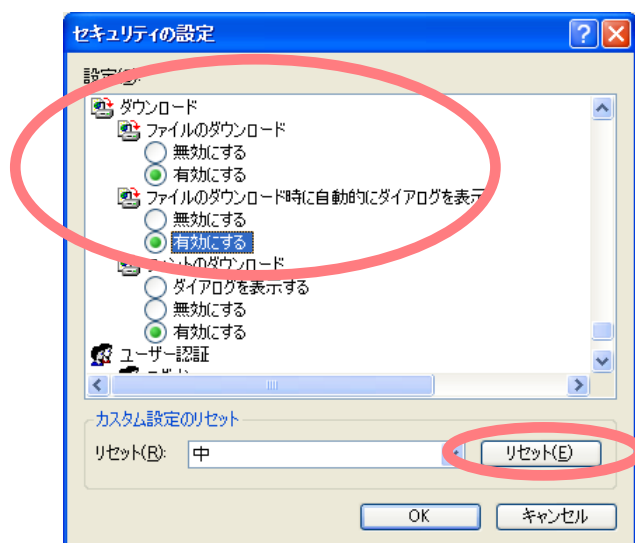 セキュリティの設定
設定(S):
ダウンロード
ファイルのダウンロード
無効にする
有効にする
ファイルのダウンロード時に自動的にダイアログを表示
無効にする
有効にする
フォントのダウンロード
ダイアログを表示する
無効にする
有効にする
ユーザー認証
カスタム設定のリセット
リセット(R): 中 リセット(E)
OK キャンセル